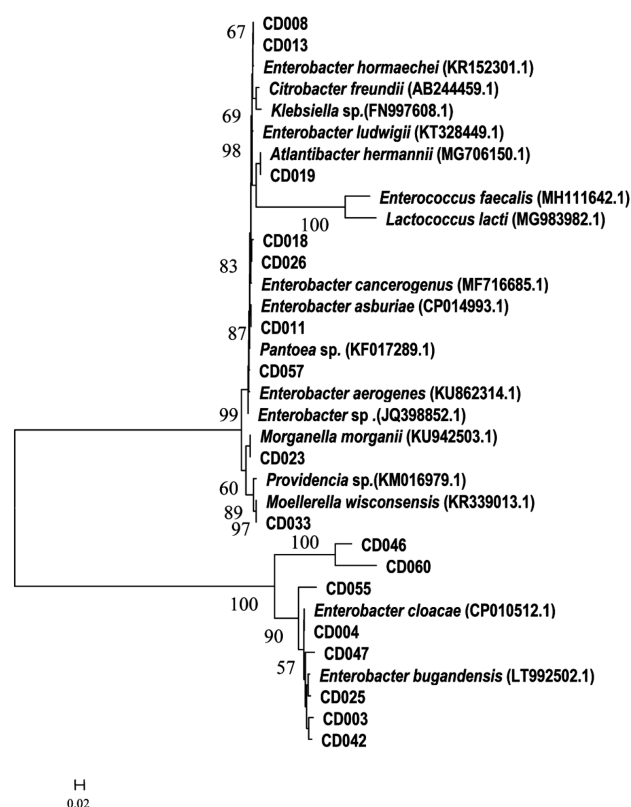 67
CD008
CD013
Enterobacter hormaechei (KR152301.1)
Citrobacter freundii (AB244459.1)
69
Klebsiella sp.(FN997608.1)
Enterobacter ludwigii (KT328449.1)
98
Atlantibacter hermannii (MG706150.1)
CD019
Enterococcus faecalis (MH111642.1)
100
Lactococcus lacti (MG983982.1)
CD018
83
CD026
Enterobacter cancerogenus (MF716685.1)
Enterobacter asburiae (CP014993.1)
87
CD011
Pantoea sp. (KF017289.1)
CD057
Enterobacter aerogenes (KU862314.1)
99
Enterobacter sp .(JQ398852.1)
Morganella morganii (KU942503.1)
CD023
60
Providencia sp.(KM016979.1)
Moellerella wisconsensis (KR339013.1)
89
97
CD033
100
CD046
CD060
CD055
100
Enterobacter cloacae (CP010512.1)
90
CD004
CD047
57
Enterobacter bugandensis (LT992502.1)
CD025
CD003
CD042
0.02